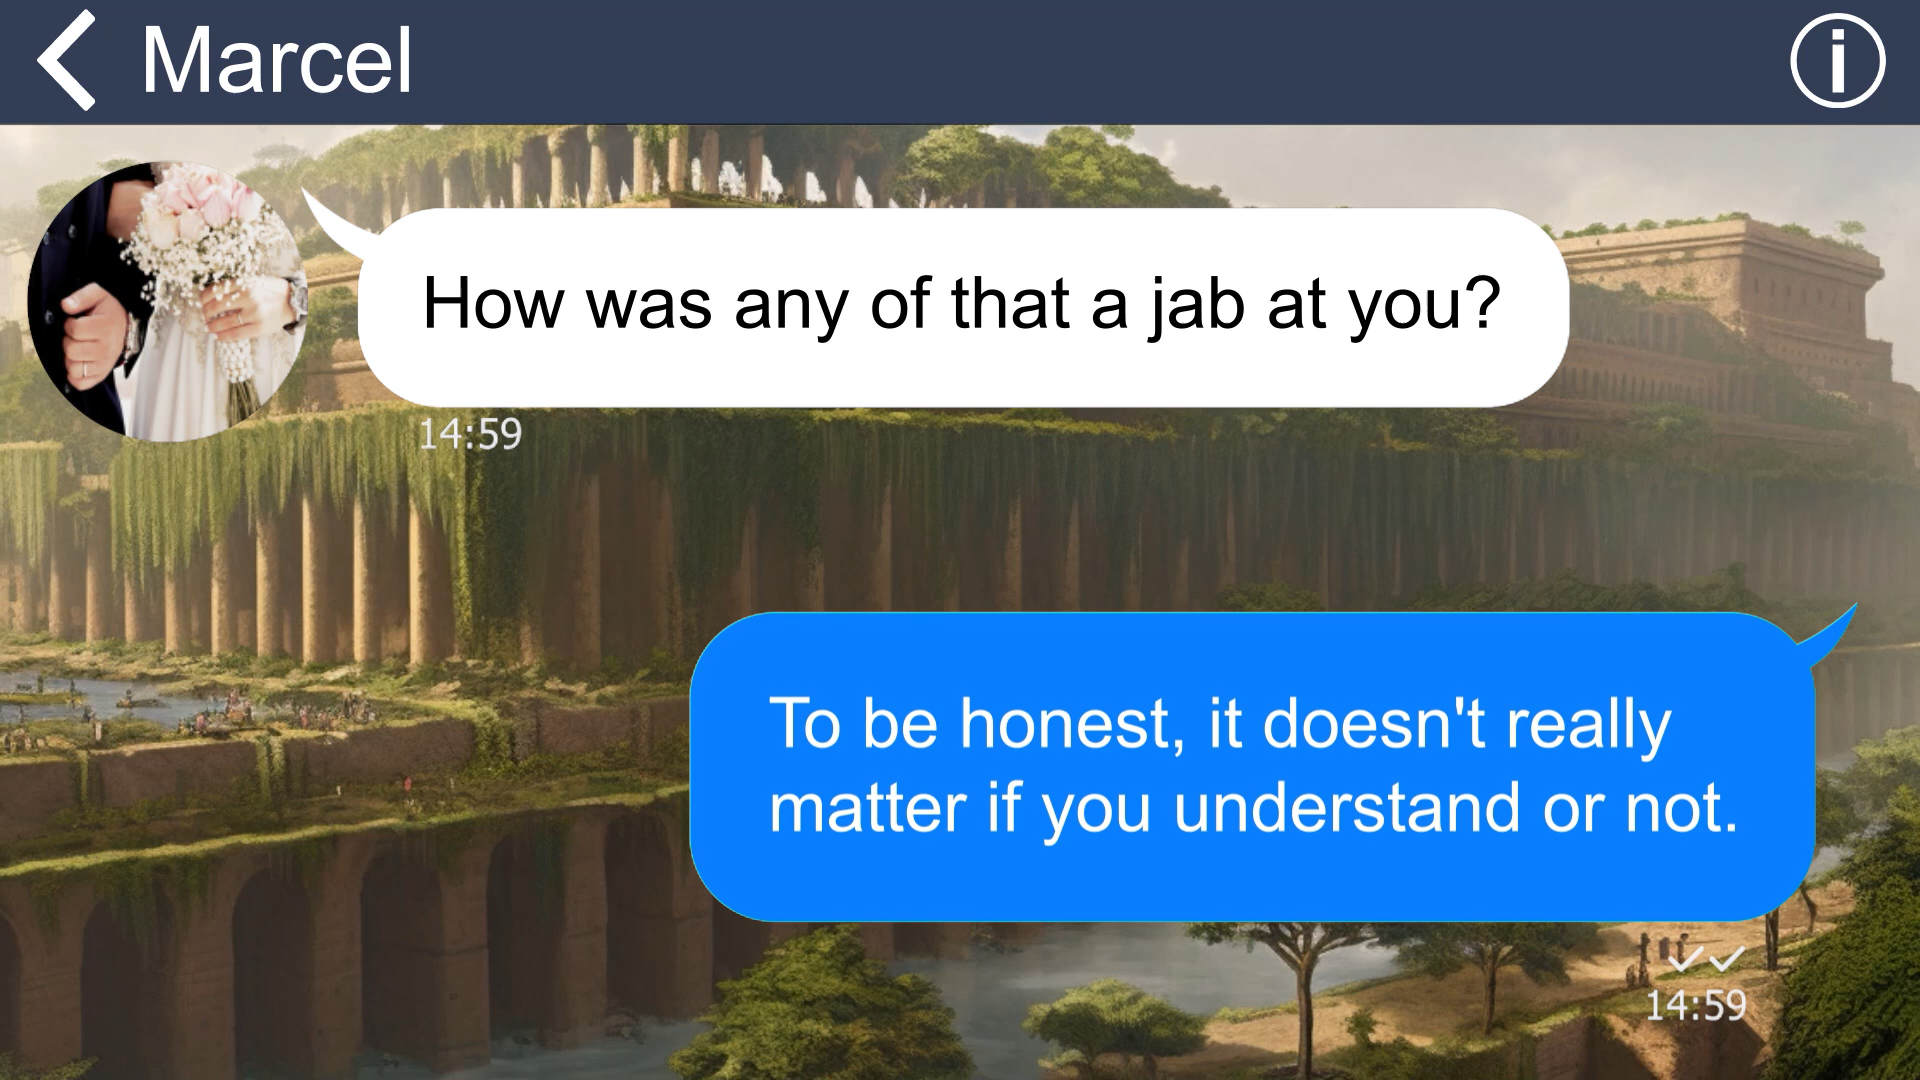 Marcel
How was any of that a jab at you?
14:59
To be honest, it doesn't really
matter if you understand or not.
14:59